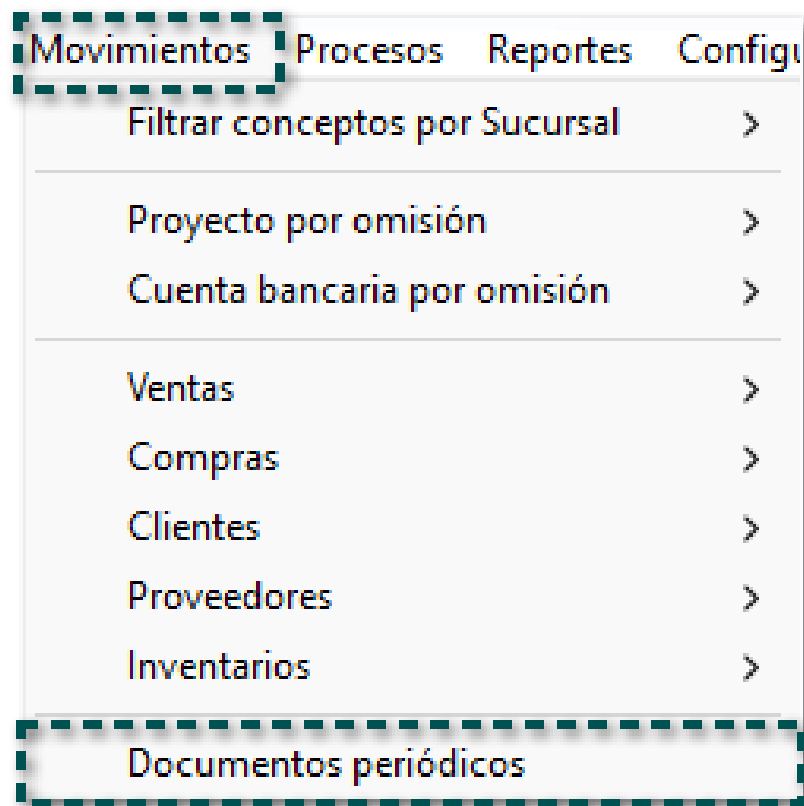 Movimientos Procesos Reportes Config
Filtrar conceptos por Sucursal
Proyecto por omisión
Cuenta bancaria por omisión
Ventas
Compras
Clientes
Proveedores
Inventarios
Documentos periódicos